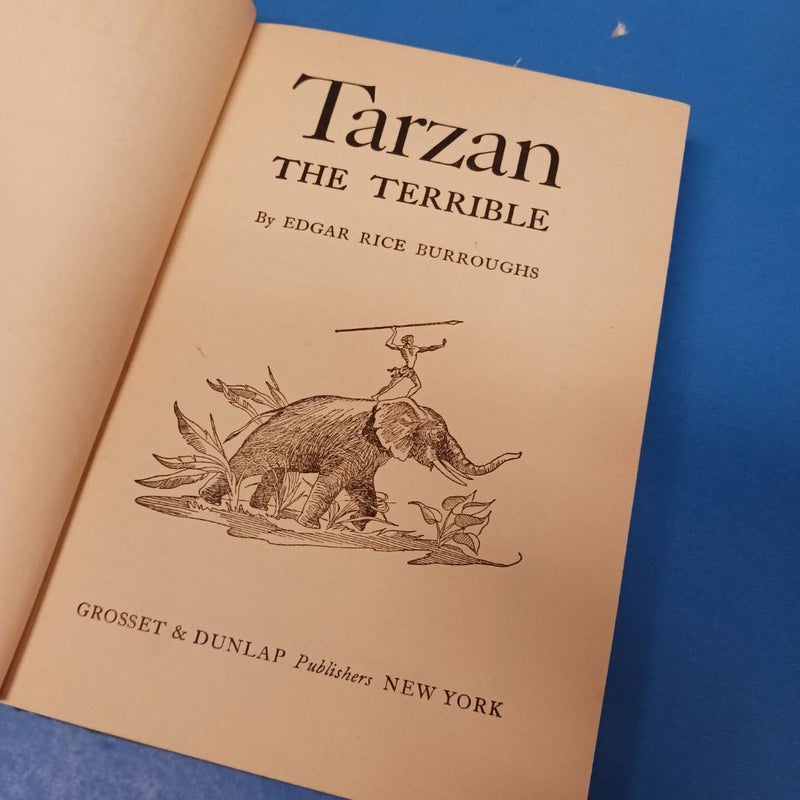 Tarzan
THE TERRIBLE
By EDGAR RICE BURROUGHS
GROSSET & DUNLAP Publishers NEW YORK